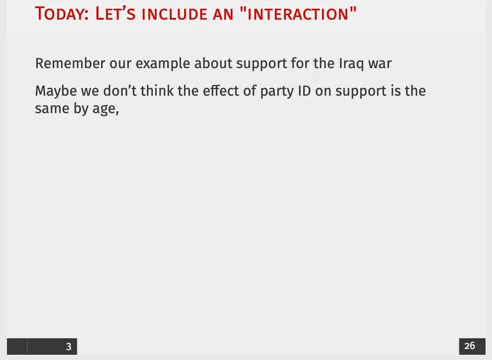 Today: Let's include an "interaction"
Remember our example about support for the Iraq war
Maybe we don't think the effect of party ID on support is the
same by age,
3
26